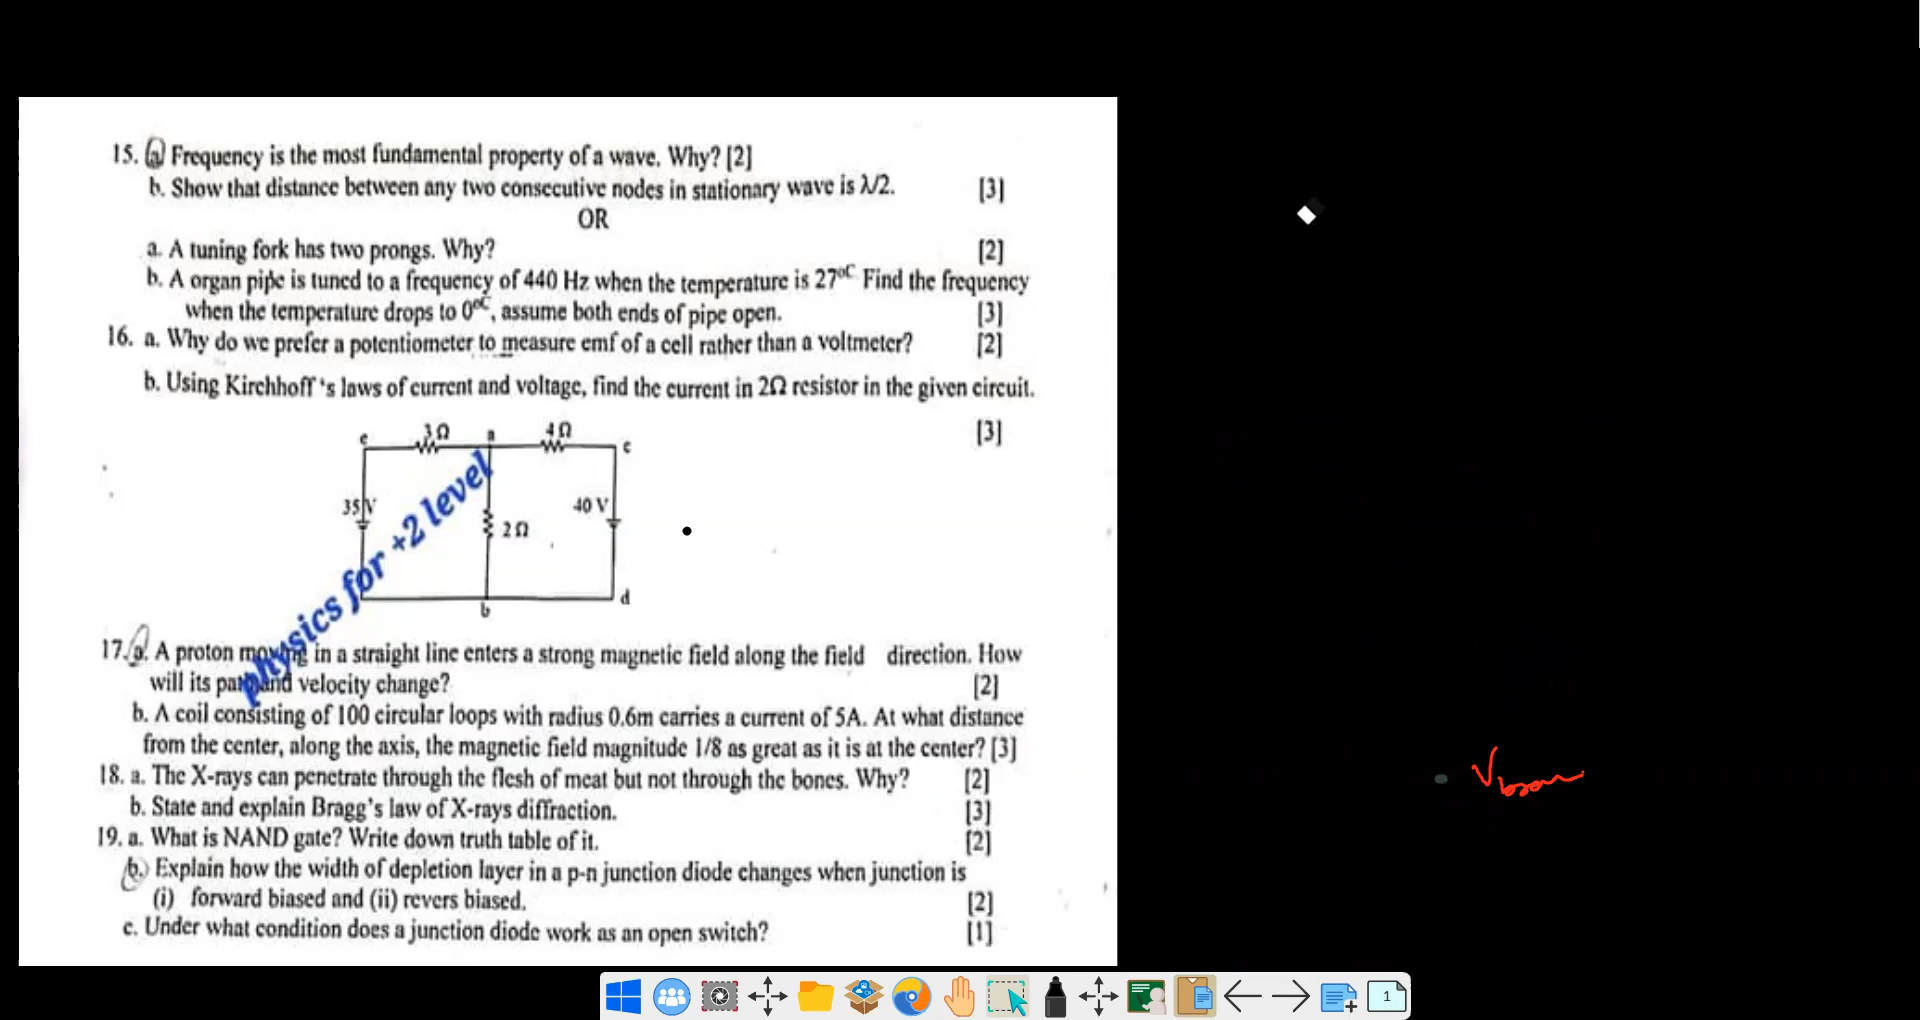 15. a) Frequency is the most fundamental property of a wave. Why? [2]
b. Show that distance between any two consecutive nodes in stationary wave is λ/2. [3]
OR
a. A tuning fork has two prongs. Why? [2]
b. A organ pipe is tuned to a frequency of 440 Hz when the temperature is 27°C Find the frequency
when the temperature drops to 0°C, assume both ends of pipe open. [3]
16. a. Why do we prefer a potentiometer to measure emf of a cell rather than a voltmeter? [2]
b. Using Kirchhoff 's laws of current and voltage, find the current in 2Ω resistor in the given circuit.
[3]
e 3Ω a 4Ω c
35 V 40 V
2Ω
b d
physics for +2 level
17. a. A proton moving in a straight line enters a strong magnetic field along the field direction. How
will its path and velocity change? [2]
b. A coil consisting of 100 circular loops with radius 0.6m carries a current of 5A. At what distance
from the center, along the axis, the magnetic field magnitude 1/8 as great as it is at the center? [3]
18. a. The X-rays can penetrate through the flesh of meat but not through the bones. Why? [2]
b. State and explain Bragg's law of X-rays diffraction. [3]
19. a. What is NAND gate? Write down truth table of it. [2]
b. Explain how the width of depletion layer in a p-n junction diode changes when junction is
(i) forward biased and (ii) revers biased. [2]
c. Under what condition does a junction diode work as an open switch? [1]
1